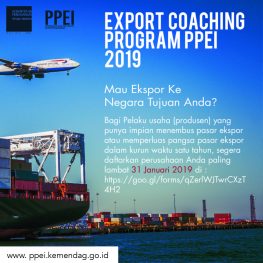 PPEI
EXPORT COACHING
PROGRAM PPEI
2019
Mau Ekspor Ke
Negara Tujuan Anda?
Bagi Pelaku usaha (produsen) yang
punya impian menembus pasar ekspor
atau memperluas pangsa pasar ekspor
dalam kurun waktu satu tahun, segera
daftarkan perusahaan Anda paling
lambat 31 Januari 2019 di :
https://goo.gl/forms/qZerlWJTwrCXzT
4H2
www. ppei.kemendag.go.id